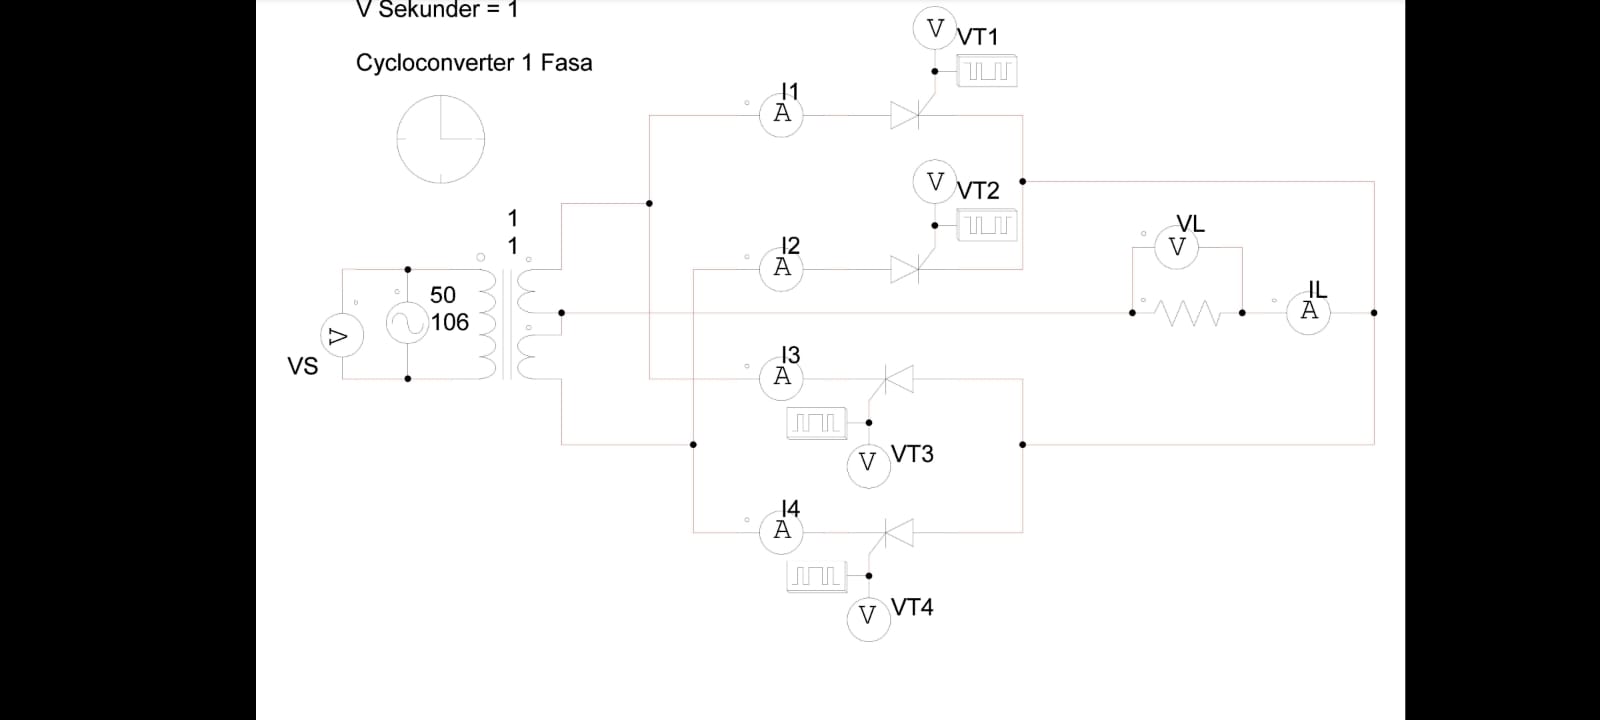 V Sekunder = 1
Cycloconverter 1 Fasa
V
VT1
I1
A
V
VT2
1
1
I2
A
VL
V
50
106
IL
A
V
VS
I3
A
V
VT3
I4
A
V
VT4